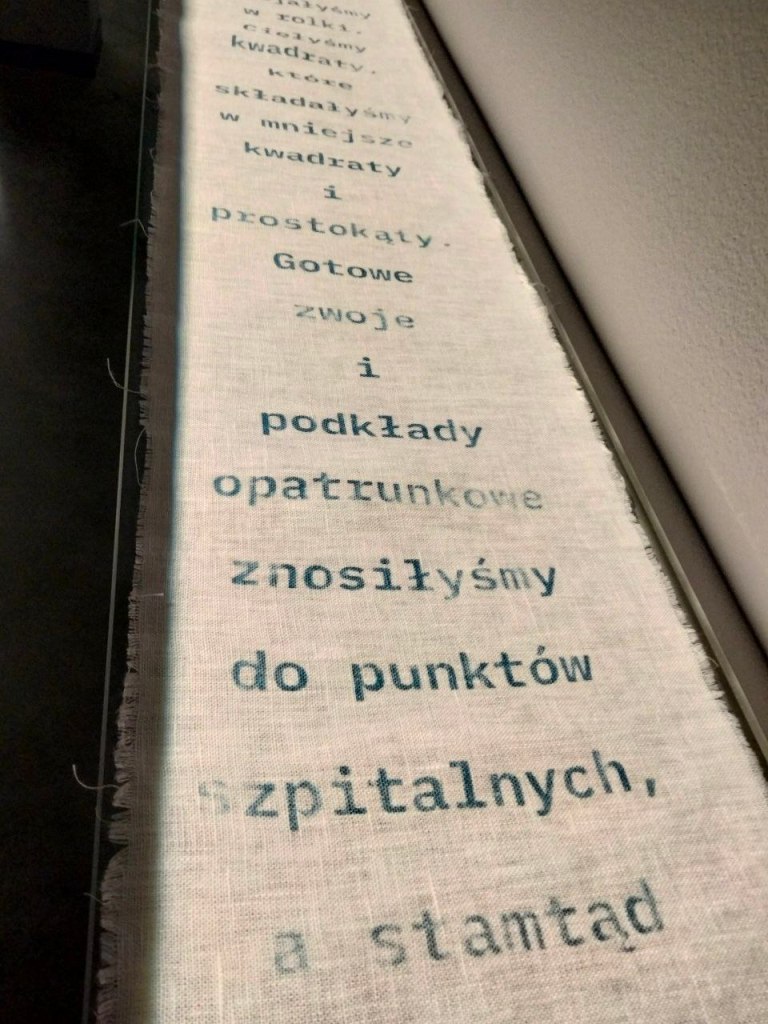 w rolki.
Cięłyśmy
kwadraty,
które
składałyśmy
w mniejsze
kwadraty
i
prostokąty.
Gotowe
zwoje
i
podkłady
opatrunkowe
znosiłyśmy
do punktów
szpitalnych,
a stamtąd